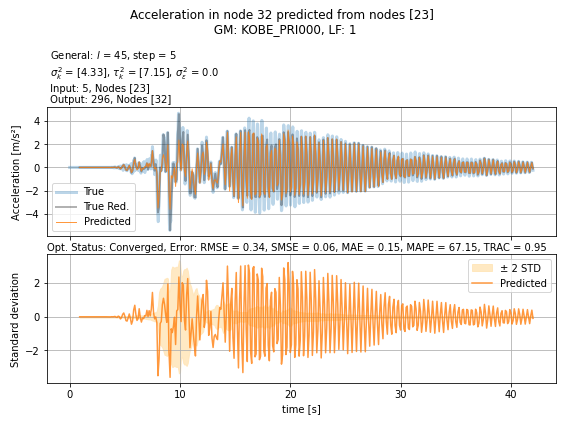 Acceleration in node 32 predicted from nodes [23]
GM: KOBE_PRI000, LF: 1
General: l = 45, step = 5
σ²ₖ = [4.33], τ²ₖ = [7.15], σ²ε = 0.0
Input: 5, Nodes [23]
Output: 296, Nodes [32]
Acceleration [m/s²]
4
2
0
−2
−4
True
True Red.
Predicted
Opt. Status: Converged, Error: RMSE = 0.34, SMSE = 0.06, MAE = 0.15, MAPE = 67.15, TRAC = 0.95
Standard deviation
2
0
−2
± 2 STD
Predicted
0 10 20 30 40
time [s]